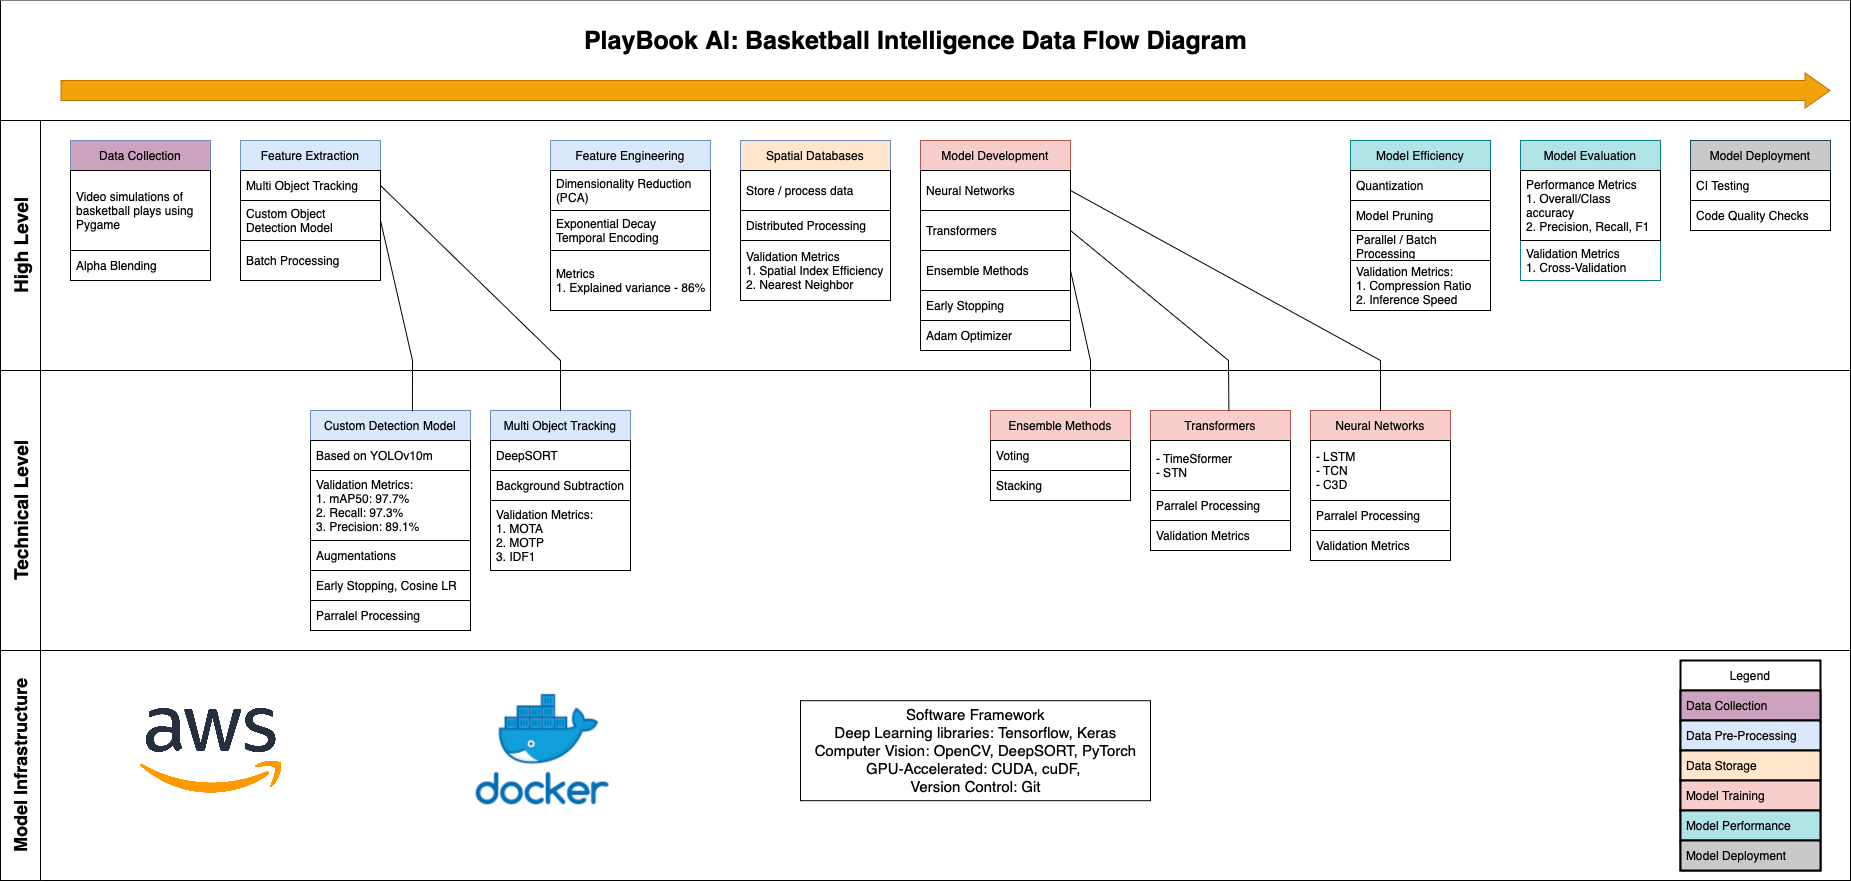 PlayBook AI: Basketball Intelligence Data Flow Diagram
High Level
Data Collection
Video simulations of
basketball plays using
Pygame
Alpha Blending
Feature Extraction
Multi Object Tracking
Custom Object
Detection Model
Batch Processing
Feature Engineering
Dimensionality Reduction
(PCA)
Exponential Decay
Temporal Encoding
Metrics
1. Explained variance - 86%
Spatial Databases
Store / process data
Distributed Processing
Validation Metrics
1. Spatial Index Efficiency
2. Nearest Neighbor
Model Development
Neural Networks
Transformers
Ensemble Methods
Early Stopping
Adam Optimizer
Model Efficiency
Quantization
Model Pruning
Parallel / Batch
Processing
Validation Metrics:
1. Compression Ratio
2. Inference Speed
Model Evaluation
Performance Metrics
1. Overall/Class
accuracy
2. Precision, Recall, F1
Validation Metrics
1. Cross-Validation
Model Deployment
CI Testing
Code Quality Checks
Technical Level
Custom Detection Model
Based on YOLOv10m
Validation Metrics:
1. mAP50: 97.7%
2. Recall: 97.3%
3. Precision: 89.1%
Augmentations
Early Stopping, Cosine LR
Parralel Processing
Multi Object Tracking
DeepSORT
Background Subtraction
Validation Metrics:
1. MOTA
2. MOTP
3. IDF1
Ensemble Methods
Voting
Stacking
Transformers
- TimeSformer
- STN
Parralel Processing
Validation Metrics
Neural Networks
- LSTM
- TCN
- C3D
Parralel Processing
Validation Metrics
Model Infrastructure
aws
docker
Software Framework
Deep Learning libraries: Tensorflow, Keras
Computer Vision: OpenCV, DeepSORT, PyTorch
GPU-Accelerated: CUDA, cuDF,
Version Control: Git
Legend
Data Collection
Data Pre-Processing
Data Storage
Model Training
Model Performance
Model Deployment